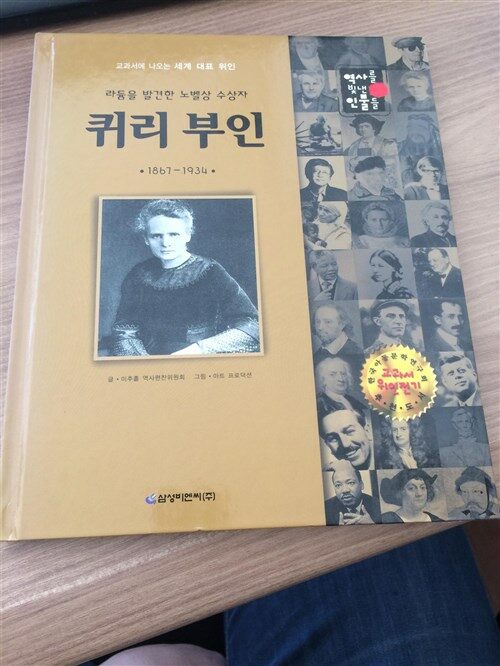 교과서에 나오는 세계 대표 위인
라듐을 발견한 노벨상 수상자
퀴리 부인
• 1867-1934 •
글 • 이추홀 역사편찬위원회 그림 • 아트 프로덕션
삼성비엔씨(주)
역사를
빛낸
인물들
교과서
위인전기